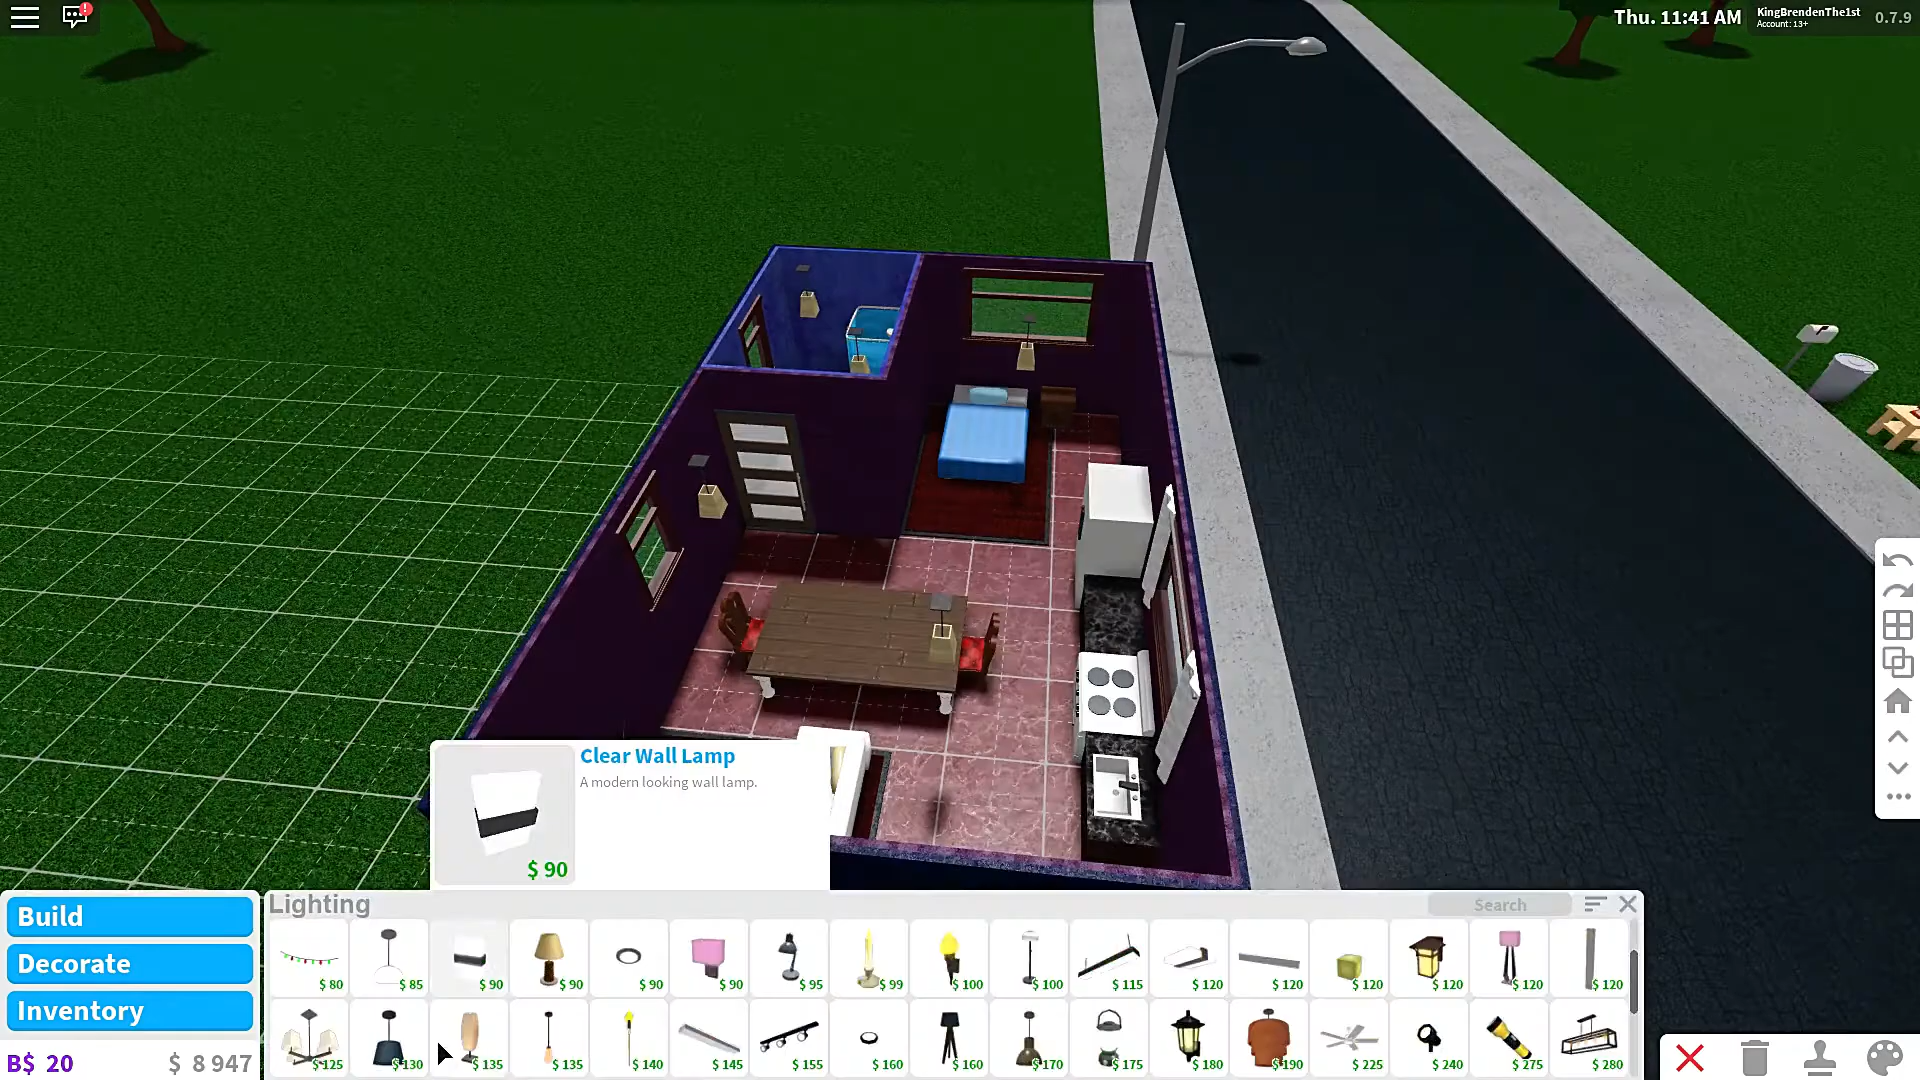 Thu. 11:41 AM
KingBrendenThe1st
Account: 13+
0.7.9
Clear Wall Lamp
A modern looking wall lamp.
$ 90
Build
Decorate
Inventory
B$ 20
$ 8 947
Lighting
Search
$ 80 $ 85 $ 90 $ 90 $ 90 $ 90 $ 95 $ 99 $ 100 $ 100 $ 115 $ 120 $ 120 $ 120 $ 120 $ 120 $ 120
$ 125 $ 130 $ 135 $ 135 $ 140 $ 145 $ 155 $ 160 $ 160 $ 170 $ 175 $ 180 $ 190 $ 225 $ 240 $ 275 $ 280